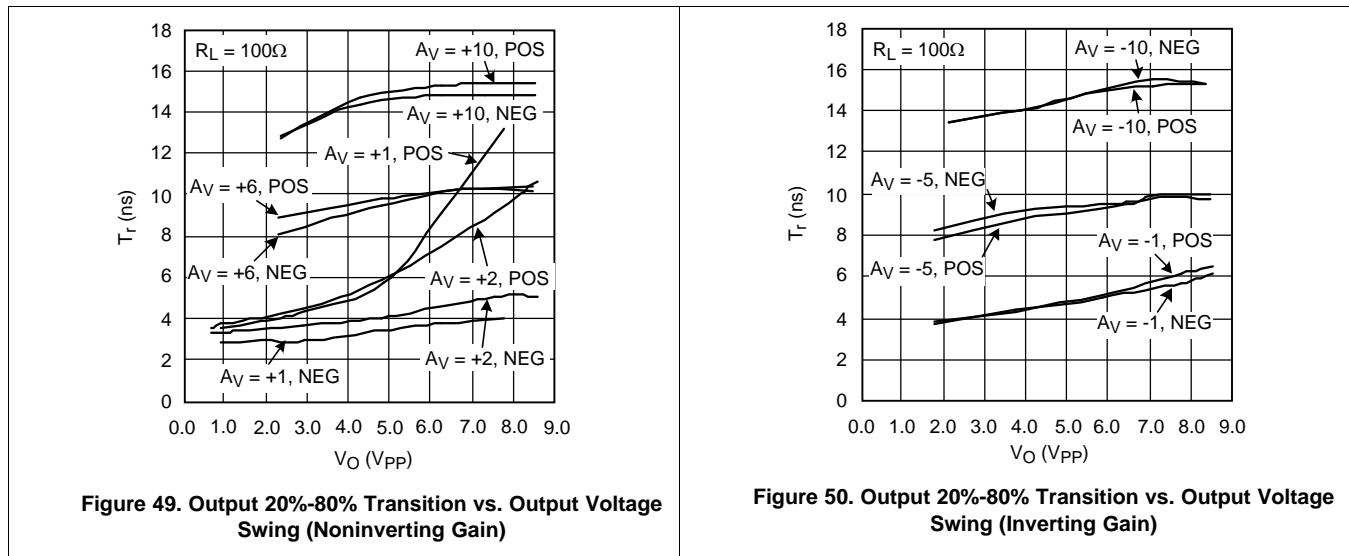 18
16
14
12
10
8
6
4
2
0
T_r (ns)
R_L = 100Ω
A_V = +10, POS
A_V = +10, NEG
A_V = +1, POS
A_V = +6, POS
A_V = +6, NEG
A_V = +2, POS
A_V = +2, NEG
A_V = +1, NEG
0.0 1.0 2.0 3.0 4.0 5.0 6.0 7.0 8.0 9.0
V_O (V_PP)
Figure 49. Output 20%-80% Transition vs. Output Voltage
Swing (Noninverting Gain)
18
16
14
12
10
8
6
4
2
0
T_r (ns)
R_L = 100Ω
A_V = -10, NEG
A_V = -10, POS
A_V = -5, NEG
A_V = -5, POS
A_V = -1, POS
A_V = -1, NEG
0.0 1.0 2.0 3.0 4.0 5.0 6.0 7.0 8.0 9.0
V_O (V_PP)
Figure 50. Output 20%-80% Transition vs. Output Voltage
Swing (Inverting Gain)